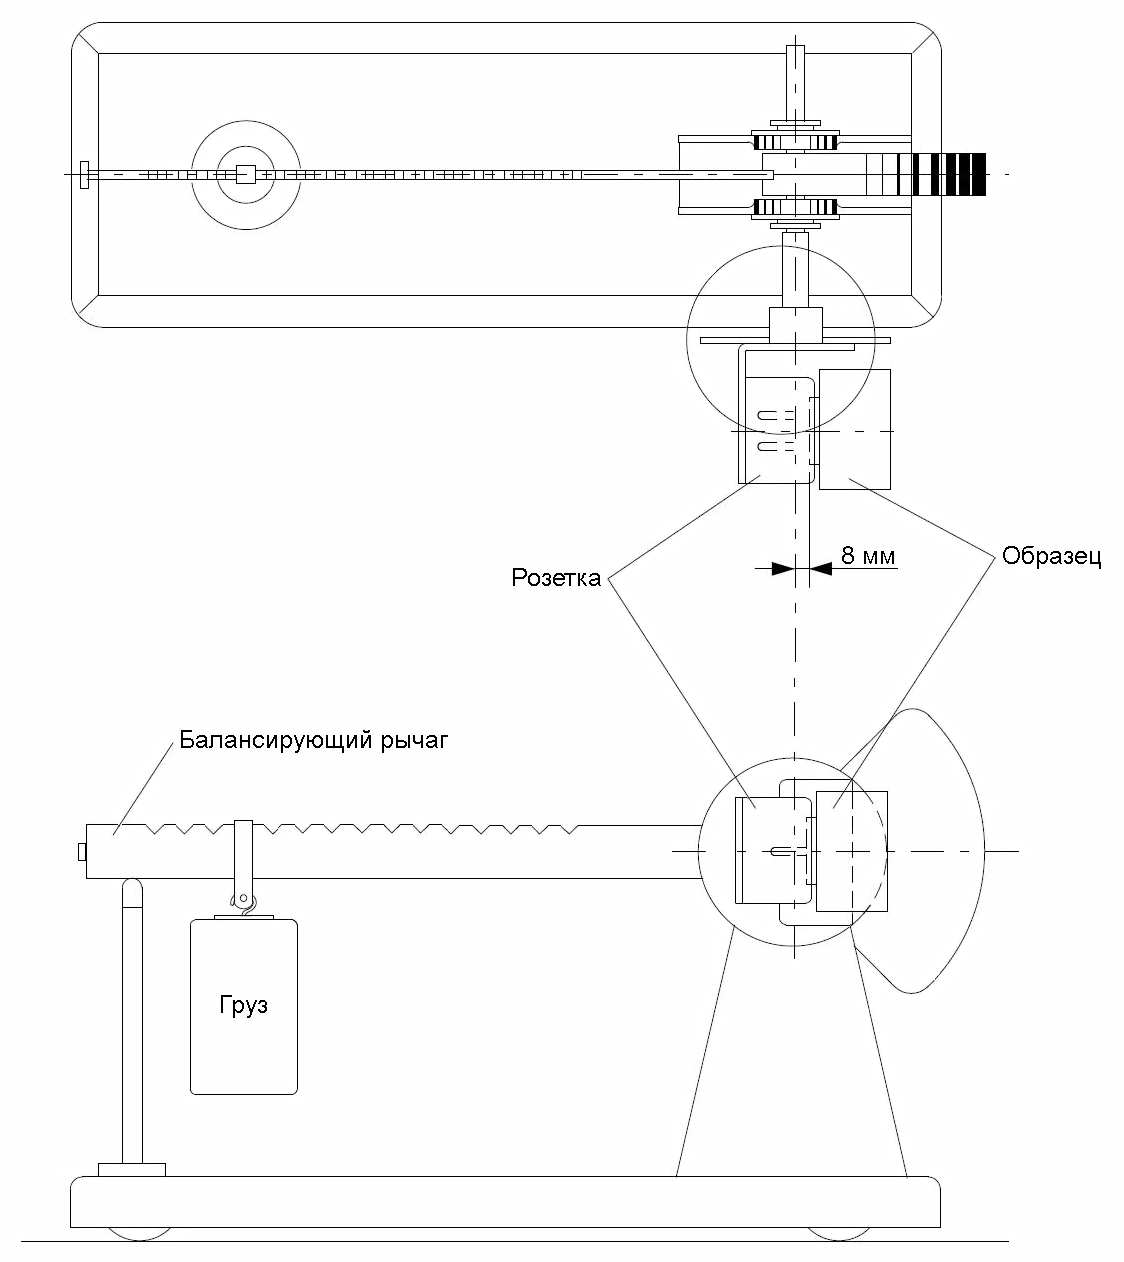 8 мм
Образец
Розетка
Балансирующий рычаг
Груз